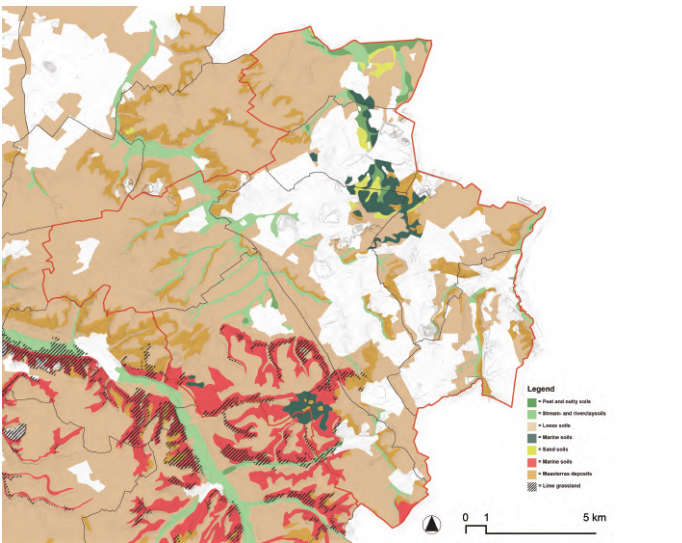 Legend
= Peat and nutty soils
= Stream- and riverclaysoils
= Loess soils
= Marine soils
= Sand soils
= Marine soils
= Maasterras deposits
= Lime grassland
0 1 5 km